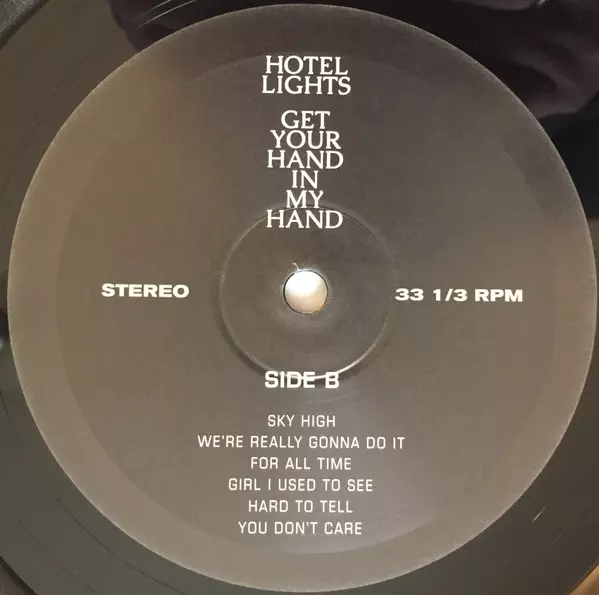 HOTEL
LIGHTS
GET
YOUR
HAND
IN
MY
HAND
STEREO
33 1/3 RPM
SIDE B
SKY HIGH
WE'RE REALLY GONNA DO IT
FOR ALL TIME
GIRL I USED TO SEE
HARD TO TELL
YOU DON'T CARE